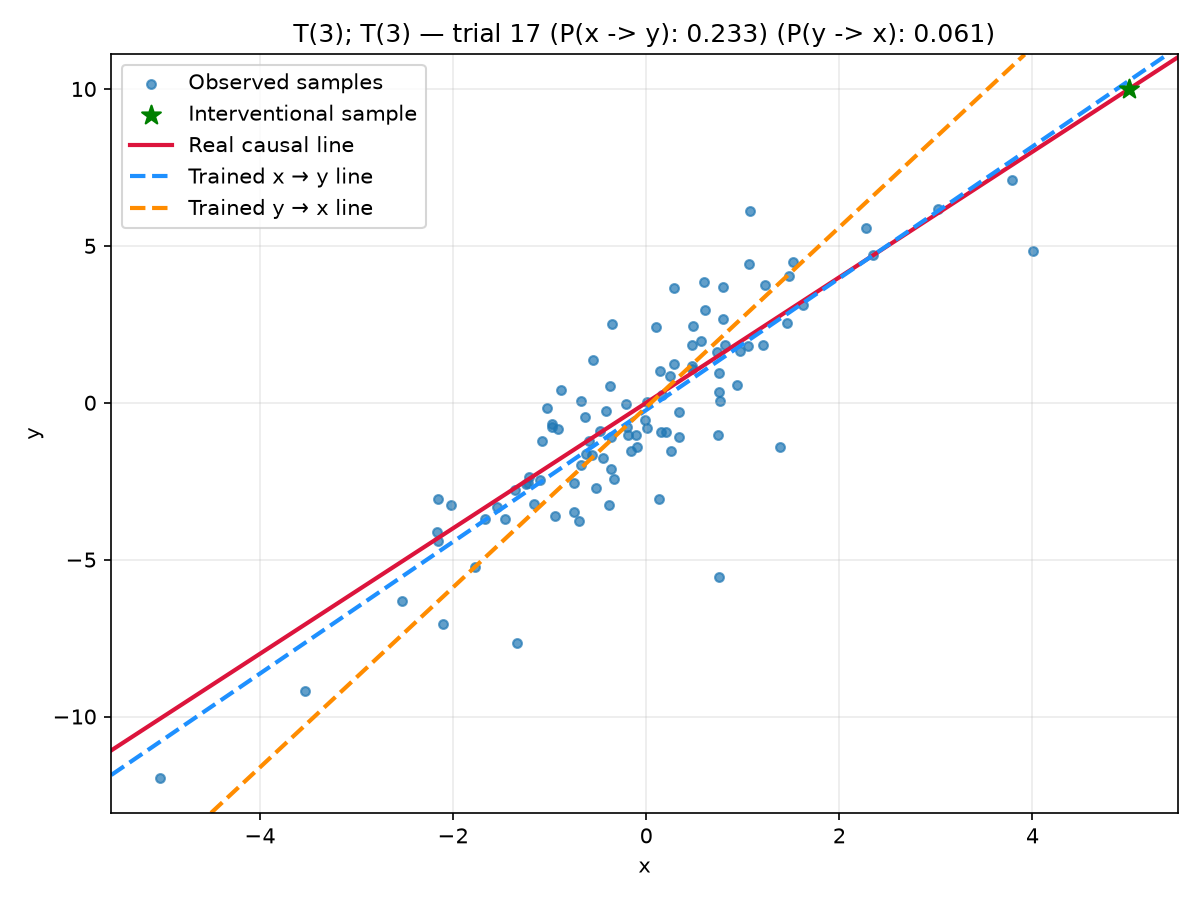 T(3); T(3) — trial 17 (P(x -> y): 0.233) (P(y -> x): 0.061)
Observed samples
Interventional sample
Real causal line
Trained x → y line
Trained y → x line
10
5
0
−5
−10
y
−4
−2
0
2
4
x